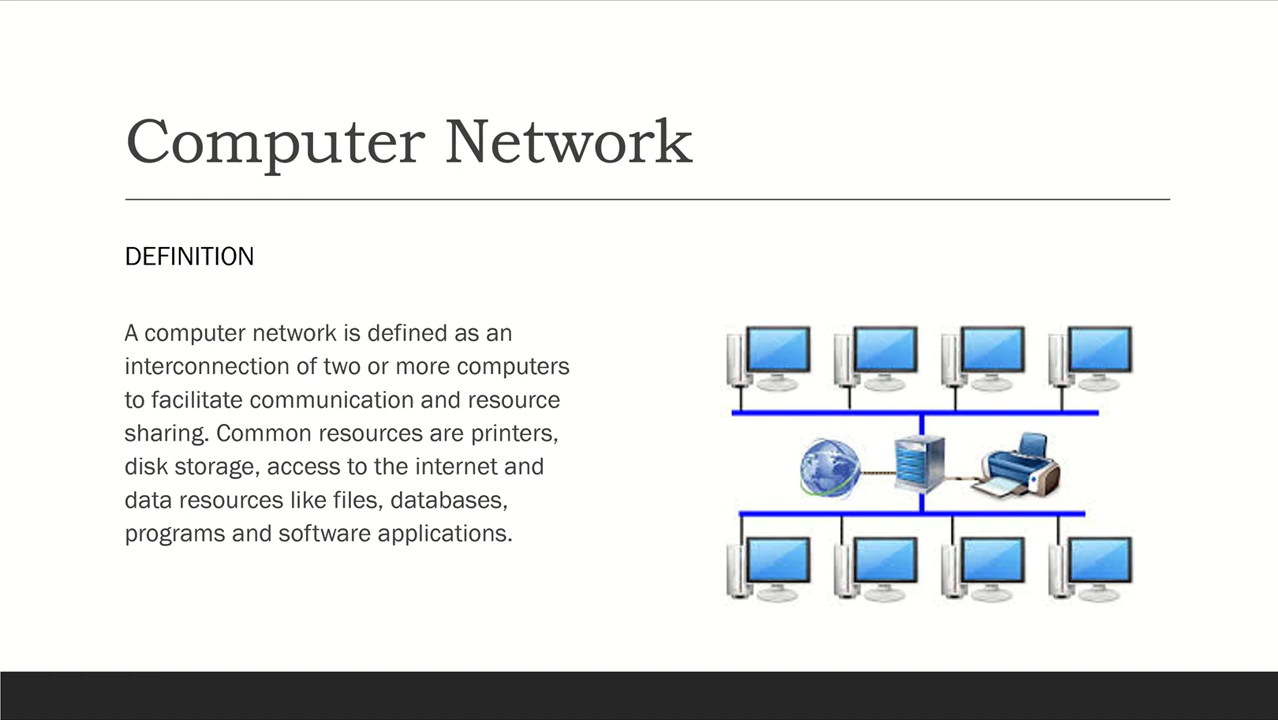 Computer Network
DEFINITION
A computer network is defined as an
interconnection of two or more computers
to facilitate communication and resource
sharing. Common resources are printers,
disk storage, access to the internet and
data resources like files, databases,
programs and software applications.